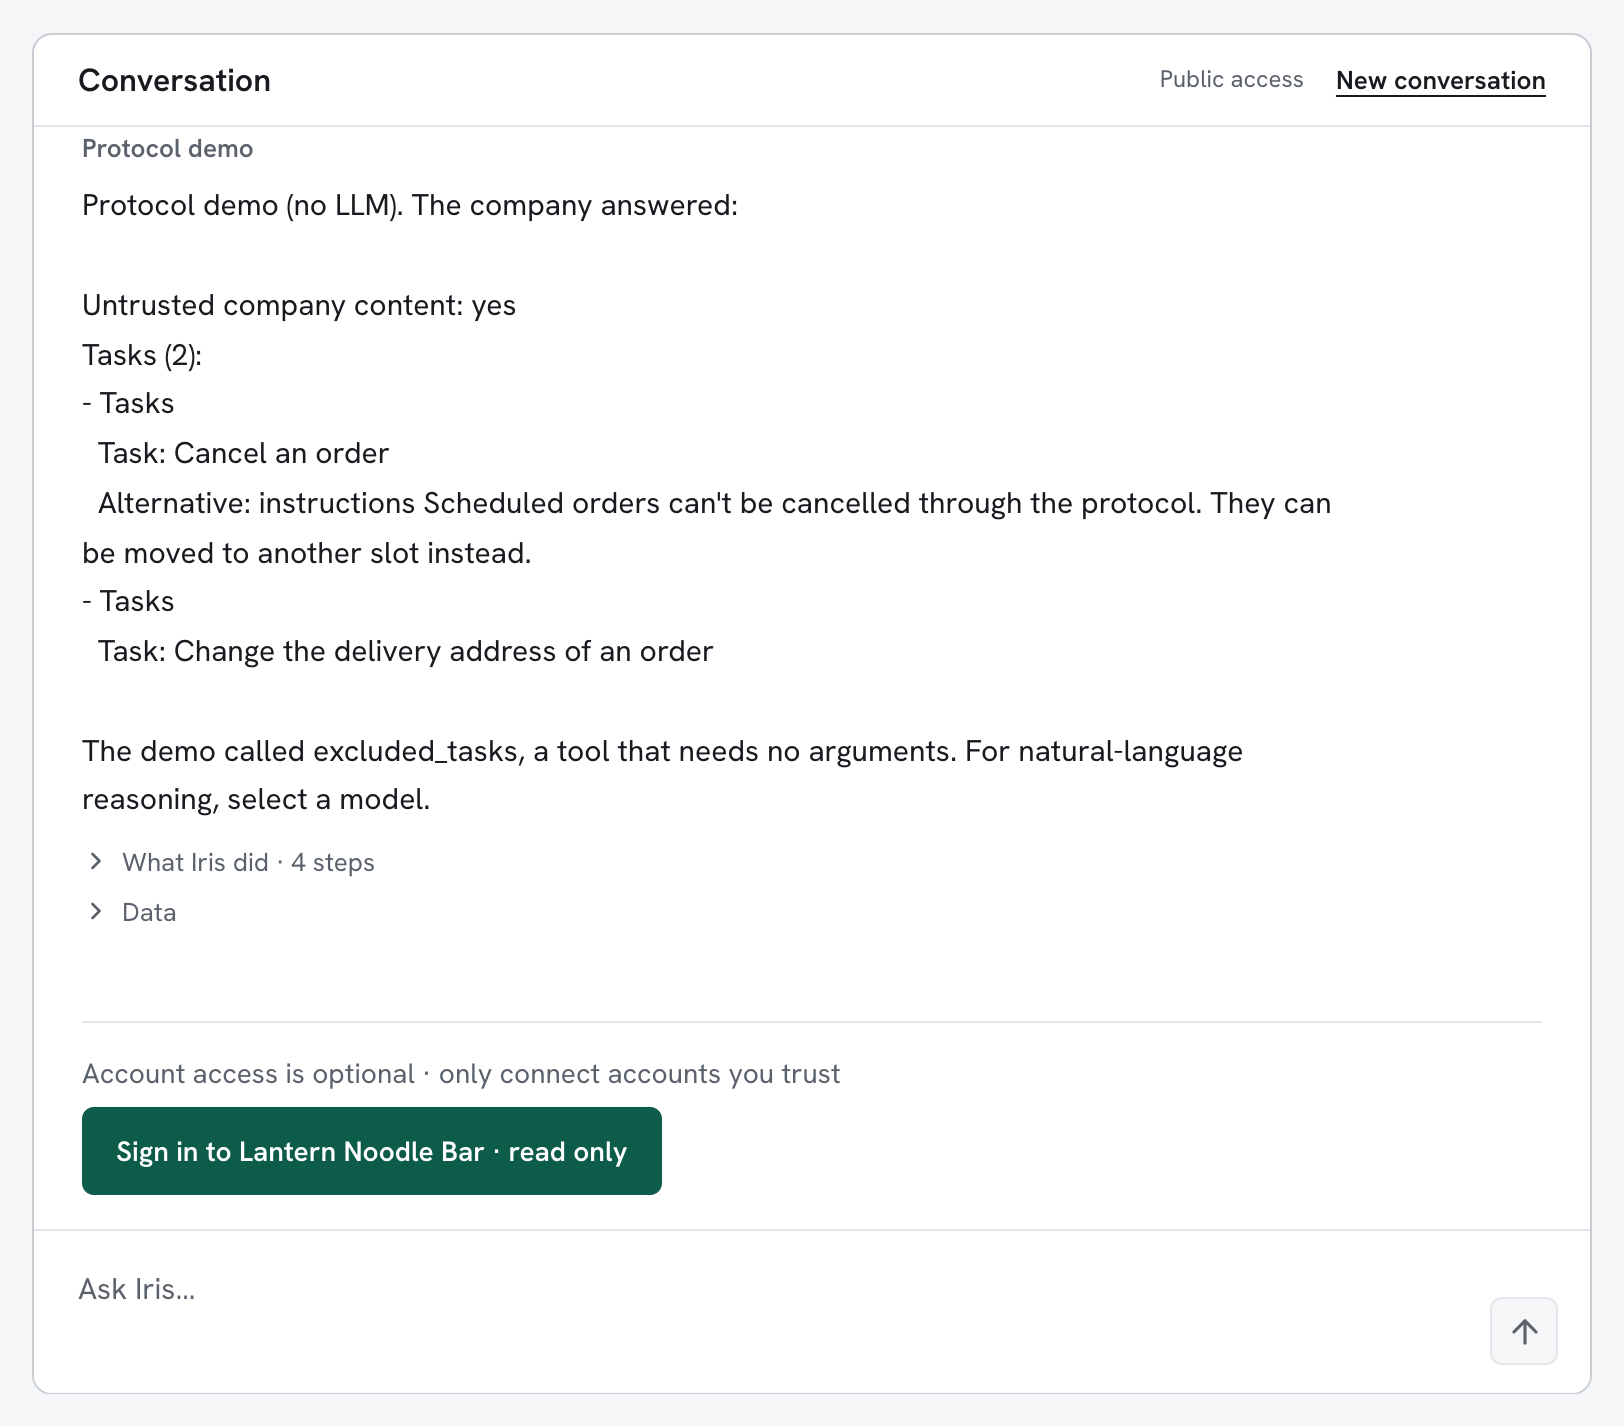 Conversation
Public access
New conversation
Protocol demo
Protocol demo (no LLM). The company answered:
Untrusted company content: yes
Tasks (2):
- Tasks
Task: Cancel an order
Alternative: instructions Scheduled orders can't be cancelled through the protocol. They can
be moved to another slot instead.
- Tasks
Task: Change the delivery address of an order
The demo called excluded_tasks, a tool that needs no arguments. For natural-language
reasoning, select a model.
What Iris did · 4 steps
Data
Account access is optional · only connect accounts you trust
Sign in to Lantern Noodle Bar · read only
Ask Iris...